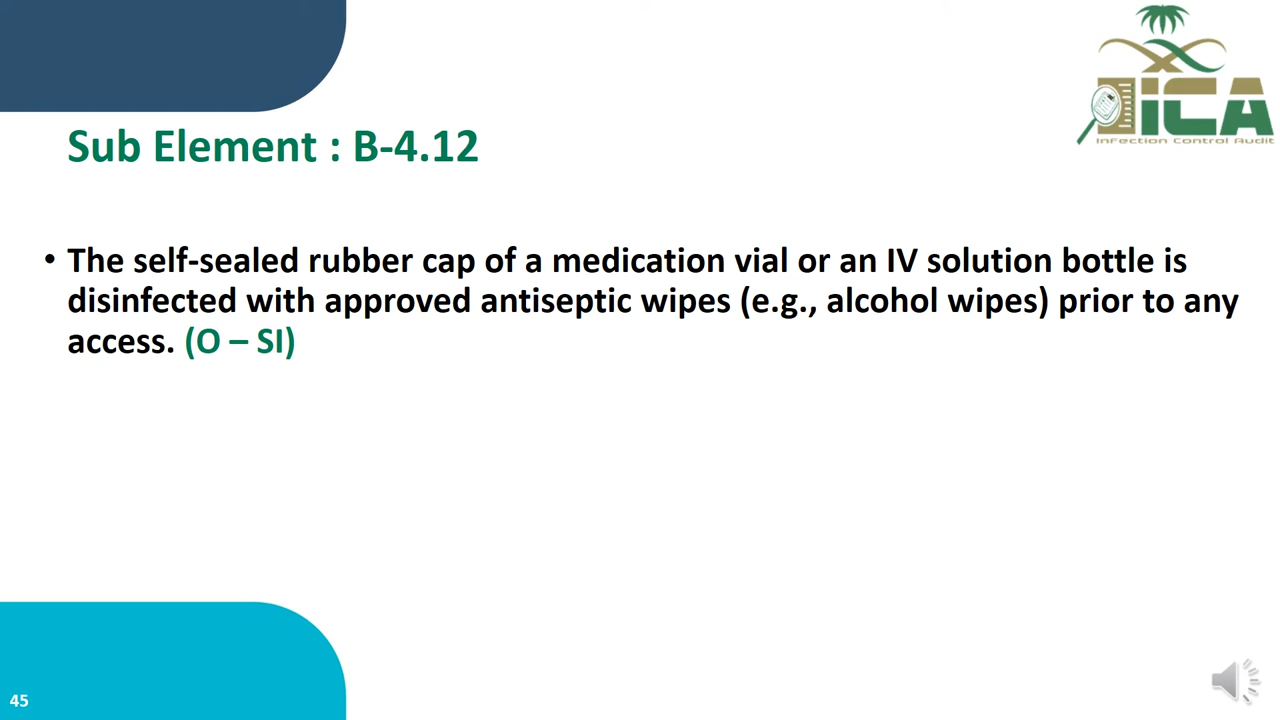 iCA
Infection Control Audit
Sub Element : B-4.12
• The self-sealed rubber cap of a medication vial or an IV solution bottle is
disinfected with approved antiseptic wipes (e.g., alcohol wipes) prior to any
access. (O – SI)
45